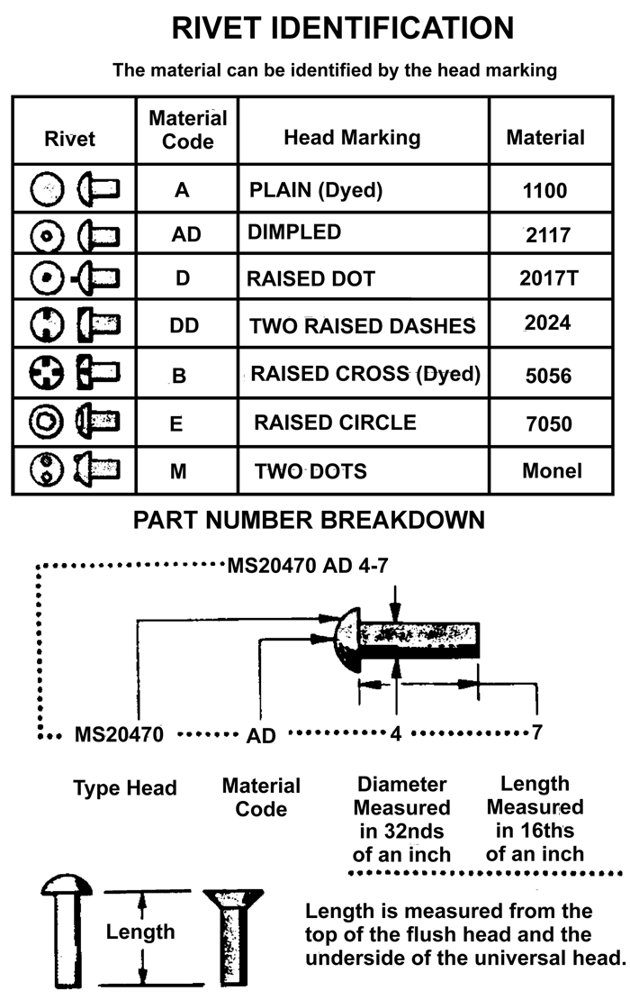 RIVET IDENTIFICATION
The material can be identified by the head marking
Rivet Material Code Head Marking Material
A PLAIN (Dyed) 1100
AD DIMPLED 2117
D RAISED DOT 2017T
DD TWO RAISED DASHES 2024
B RAISED CROSS (Dyed) 5056
E RAISED CIRCLE 7050
M TWO DOTS Monel
PART NUMBER BREAKDOWN
MS20470 AD 4-7
MS20470 AD 4 7
Type Head
Material
Code
Diameter
Measured
in 32nds
of an inch
Length
Measured
in 16ths
of an inch
Length
Length is measured from the
top of the flush head and the
underside of the universal head.